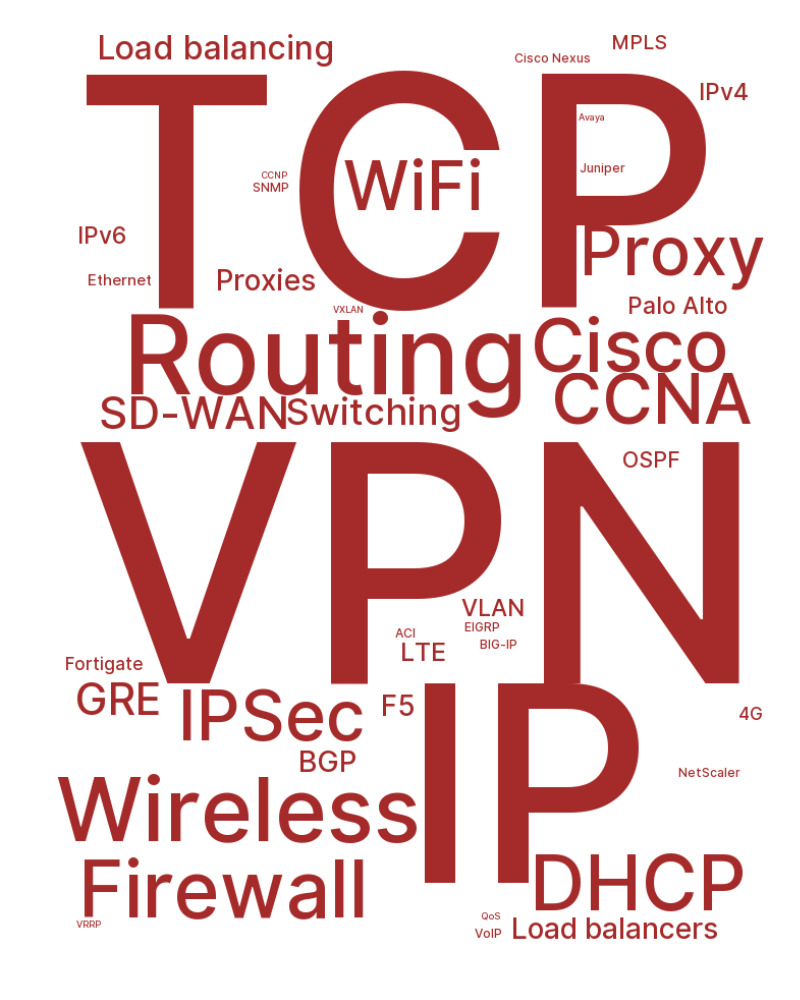 Load balancing
MPLS
Cisco Nexus
TCP
IPv4
Avaya
WiFi
Juniper
CCNP
SNMP
IPv6
Proxy
Ethernet
Proxies
Palo Alto
VXLAN
Routing
Cisco
CCNA
SD-WAN
Switching
VPN
OSPF
VLAN
EIGRP
ACI
BIG-IP
LTE
Fortigate
GRE
IPSec
F5
IP
4G
BGP
NetScaler
Wireless
Firewall
DHCP
QoS
VRRP
VoIP
Load balancers